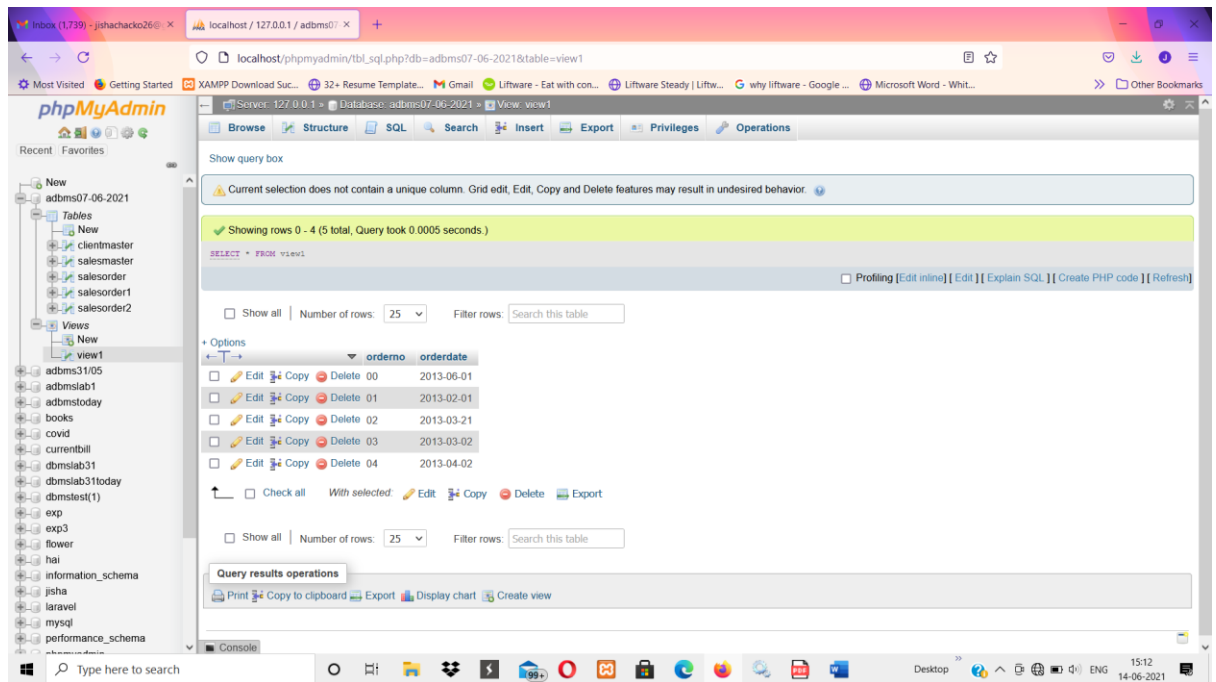 Inbox (1,739) - jishachacko26@
localhost / 127.0.0.1 / adbms07
localhost/phpmyadmin/tbl_sql.php?db=adbms07-06-2021&table=view1
Most Visited Getting Started XAMPP Download Suc... 32+ Resume Template... Gmail Liftware - Eat with con... Liftware Steady | Liftw... why liftware - Google ... Microsoft Word - Whit... Other Bookmarks
phpMyAdmin
Recent Favorites
New
adbms07-06-2021
Tables
New
clientmaster
salesmaster
salesorder
salesorder1
salesorder2
Views
New
view1
adbms31/05
adbmslab1
adbmstoday
books
covid
currentbill
dbmslab31
dbmslab31today
dbmstest(1)
exp
exp3
flower
hai
information_schema
jisha
laravel
mysql
performance_schema
Server: 127.0.0.1 » Database: adbms07-06-2021 » View: view1
Browse Structure SQL Search Insert Export Privileges Operations
Show query box
Current selection does not contain a unique column. Grid edit, Edit, Copy and Delete features may result in undesired behavior.
Showing rows 0 - 4 (5 total, Query took 0.0005 seconds.)
SELECT * FROM view1
Profiling [Edit inline] [ Edit ] [ Explain SQL ] [ Create PHP code ] [ Refresh]
Show all | Number of rows: 25 Filter rows: Search this table
+ Options
←T→ orderno orderdate
Edit Copy Delete 00 2013-06-01
Edit Copy Delete 01 2013-02-01
Edit Copy Delete 02 2013-03-21
Edit Copy Delete 03 2013-03-02
Edit Copy Delete 04 2013-04-02
Check all With selected: Edit Copy Delete Export
Show all | Number of rows: 25 Filter rows: Search this table
Query results operations
Print Copy to clipboard Export Display chart Create view
Console
Type here to search
99+
Desktop
ENG
15:12
14-06-2021